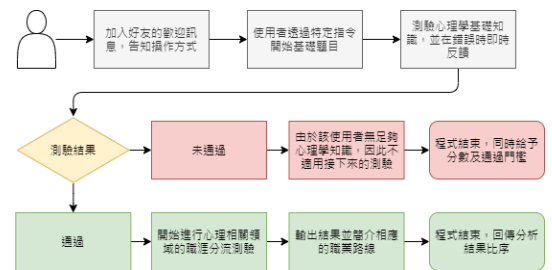 加入好友的歡迎訊
息，告知操作方式
使用者透過特定指令
開始基礎題目
測驗心理學基礎知
識，並在錯誤時即時
反饋
測驗結果
未通過
由於該使用者無足夠
心理學知識，因此不
適用接下來的測驗
程式結束，同時給予
分數及通過門檻
通過
開始進行心理相關領
域的職涯分流測驗
輸出結果並簡介相應
的職業路線
程式結束，回傳分析
結果比序